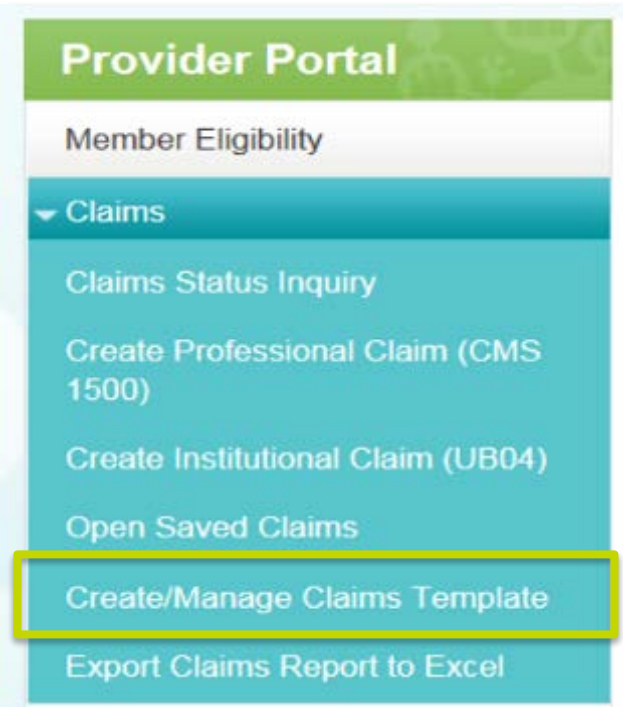 Provider Portal
Member Eligibility
Claims
Claims Status Inquiry
Create Professional Claim (CMS
1500)
Create Institutional Claim (UB04)
Open Saved Claims
Create/Manage Claims Template
Export Claims Report to Excel